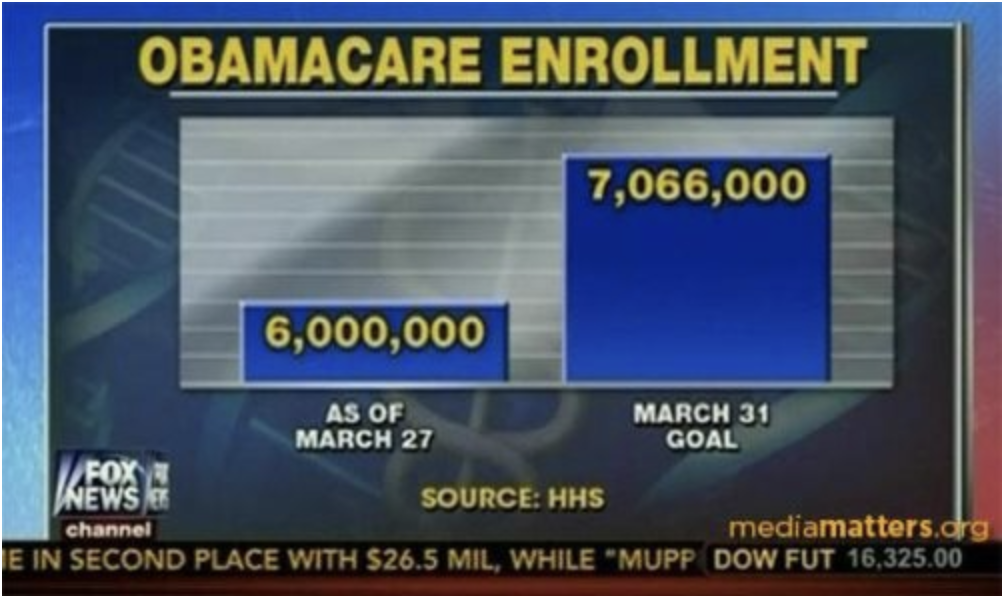 OBAMACARE ENROLLMENT
7,066,000
6,000,000
AS OF
MARCH 27
MARCH 31
GOAL
SOURCE: HHS
FOX
NEWS
channel
mediamatters.org
E IN SECOND PLACE WITH $26.5 MIL, WHILE "MUPP
DOW FUT 16,325.00